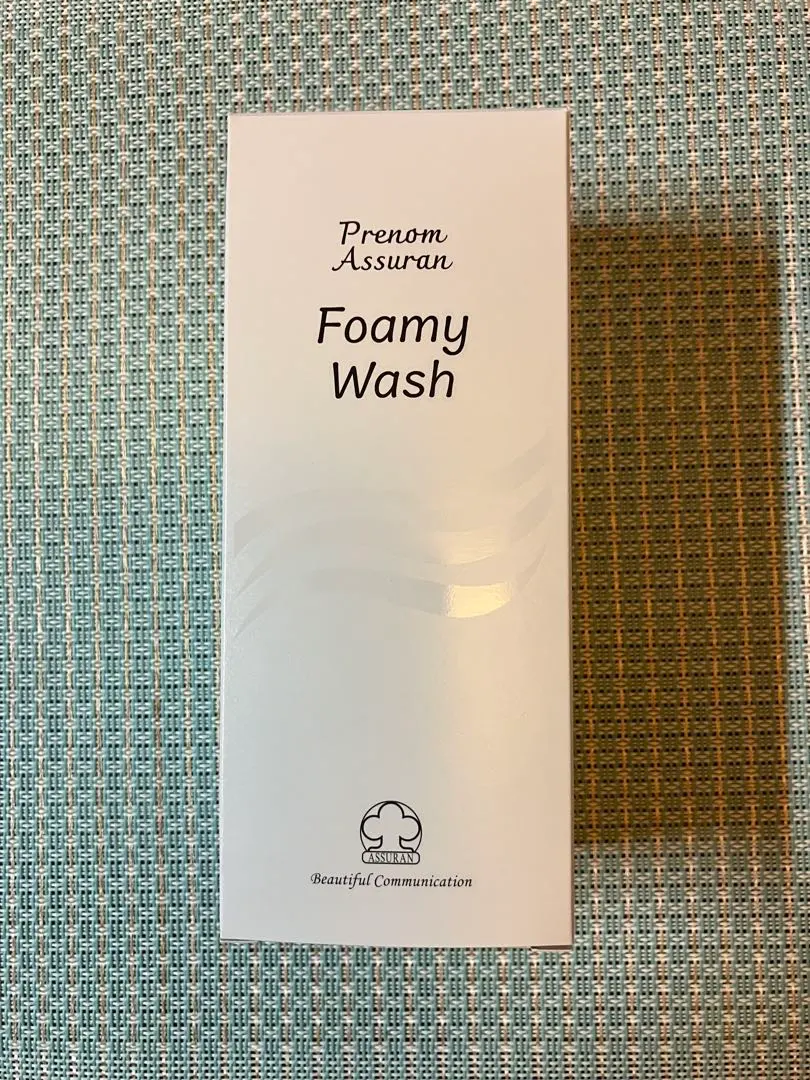 Prenom
Assuran
Foamy
Wash
ASSURAN
Beautiful Communication